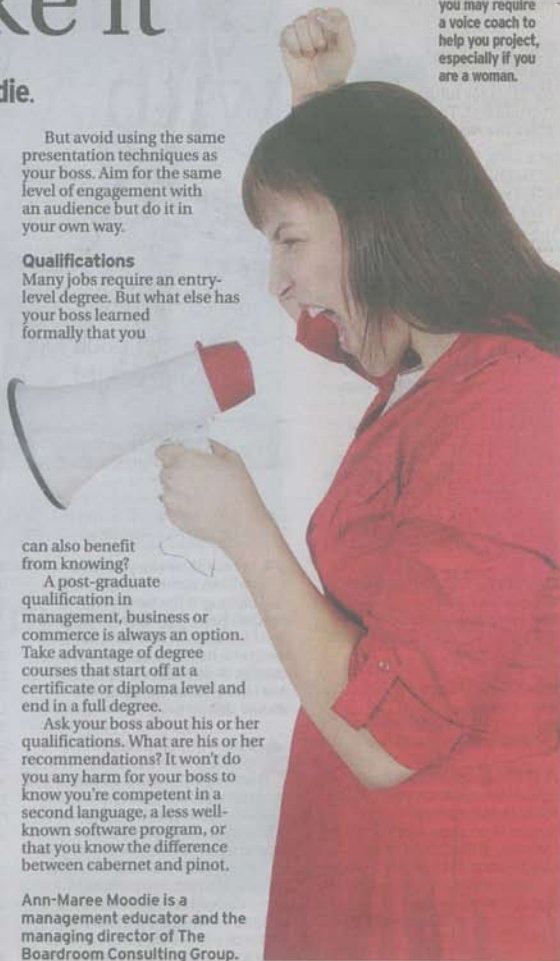 ke it
die.
But avoid using the same
presentation techniques as
your boss. Aim for the same
level of engagement with
an audience but do it in
your own way.
Qualifications
Many jobs require an entry-
level degree. But what else has
your boss learned
formally that you
can also benefit
from knowing?
A post-graduate
qualification in
management, business or
commerce is always an option.
Take advantage of degree
courses that start off at a
certificate or diploma level and
end in a full degree.
Ask your boss about his or her
qualifications. What are his or her
recommendations? It won't do
you any harm for your boss to
know you're competent in a
second language, a less well-
known software program, or
that you know the difference
between cabernet and pinot.
Ann-Maree Moodie is a
management educator and the
managing director of The
Boardroom Consulting Group.
you may require
a voice coach to
help you project,
especially if you
are a woman.